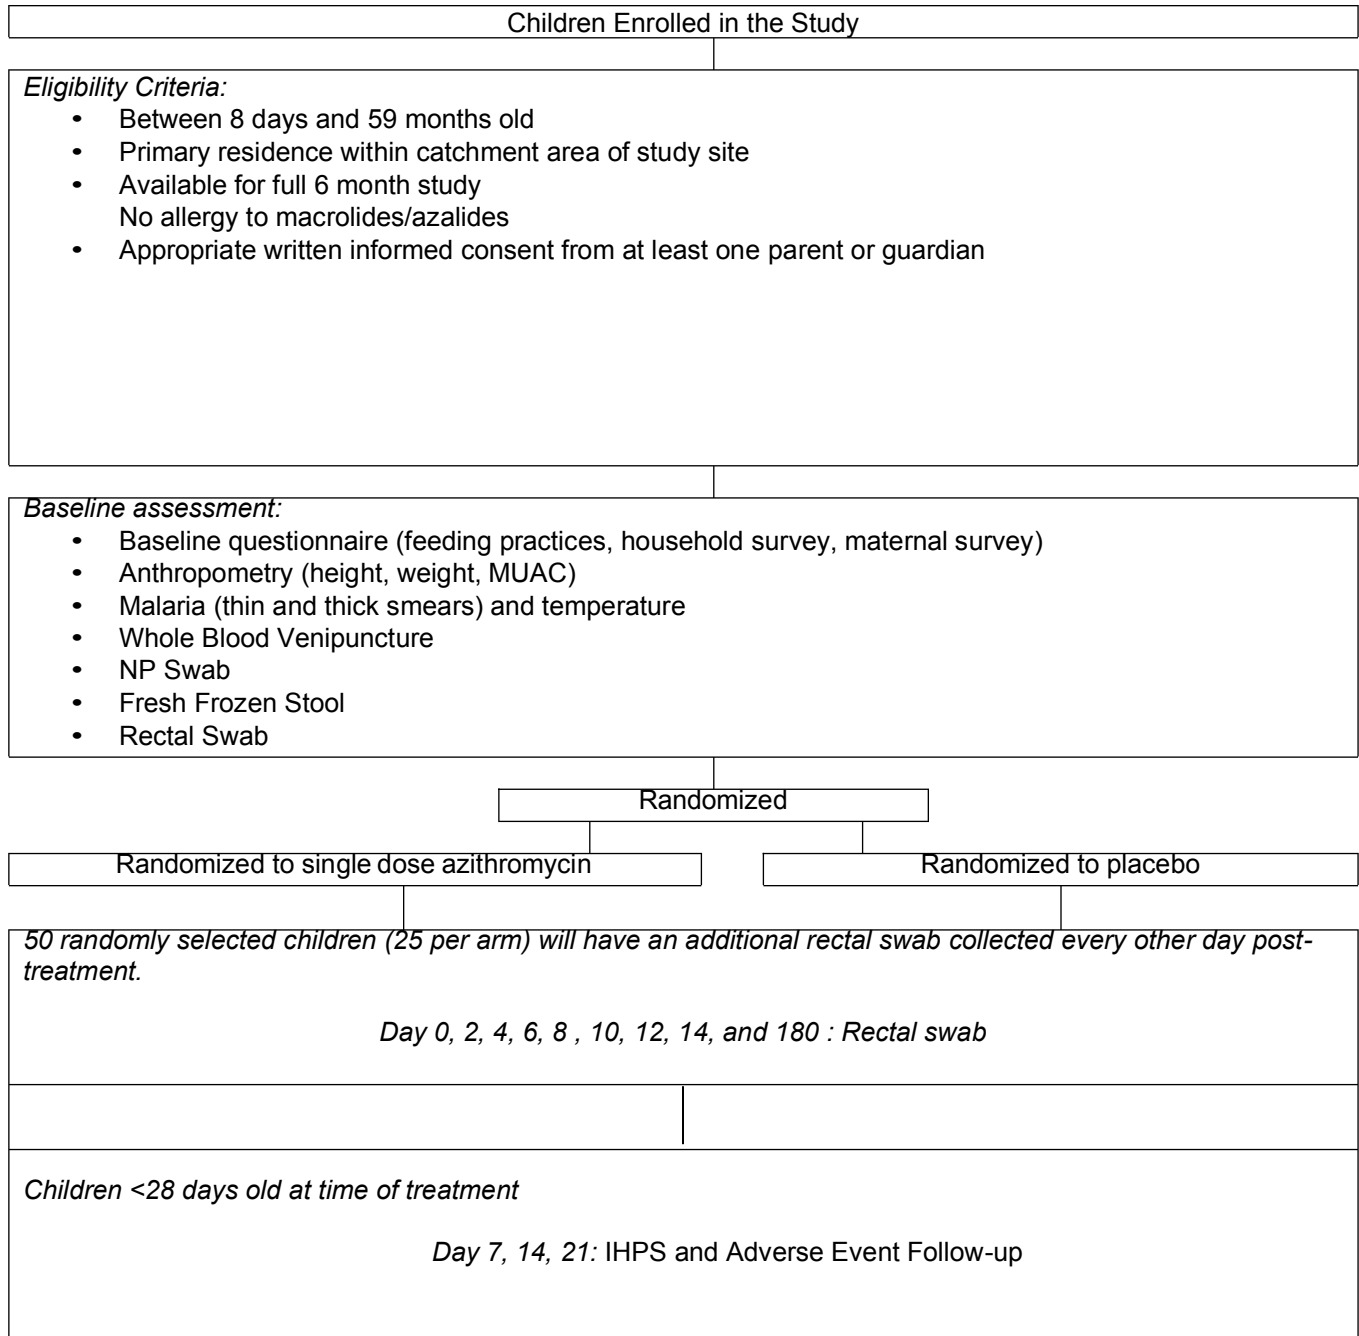 Children Enrolled in the Study
Eligibility Criteria:
• Between 8 days and 59 months old
• Primary residence within catchment area of study site
• Available for full 6 month study
No allergy to macrolides/azalides
• Appropriate written informed consent from at least one parent or guardian
Baseline assessment:
• Baseline questionnaire (feeding practices, household survey, maternal survey)
• Anthropometry (height, weight, MUAC)
• Malaria (thin and thick smears) and temperature
• Whole Blood Venipuncture
• NP Swab
• Fresh Frozen Stool
• Rectal Swab
Randomized
Randomized to single dose azithromycin
Randomized to placebo
50 randomly selected children (25 per arm) will have an additional rectal swab collected every other day post-
treatment.
Day 0, 2, 4, 6, 8 , 10, 12, 14, and 180 : Rectal swab
Children <28 days old at time of treatment
Day 7, 14, 21: IHPS and Adverse Event Follow-up